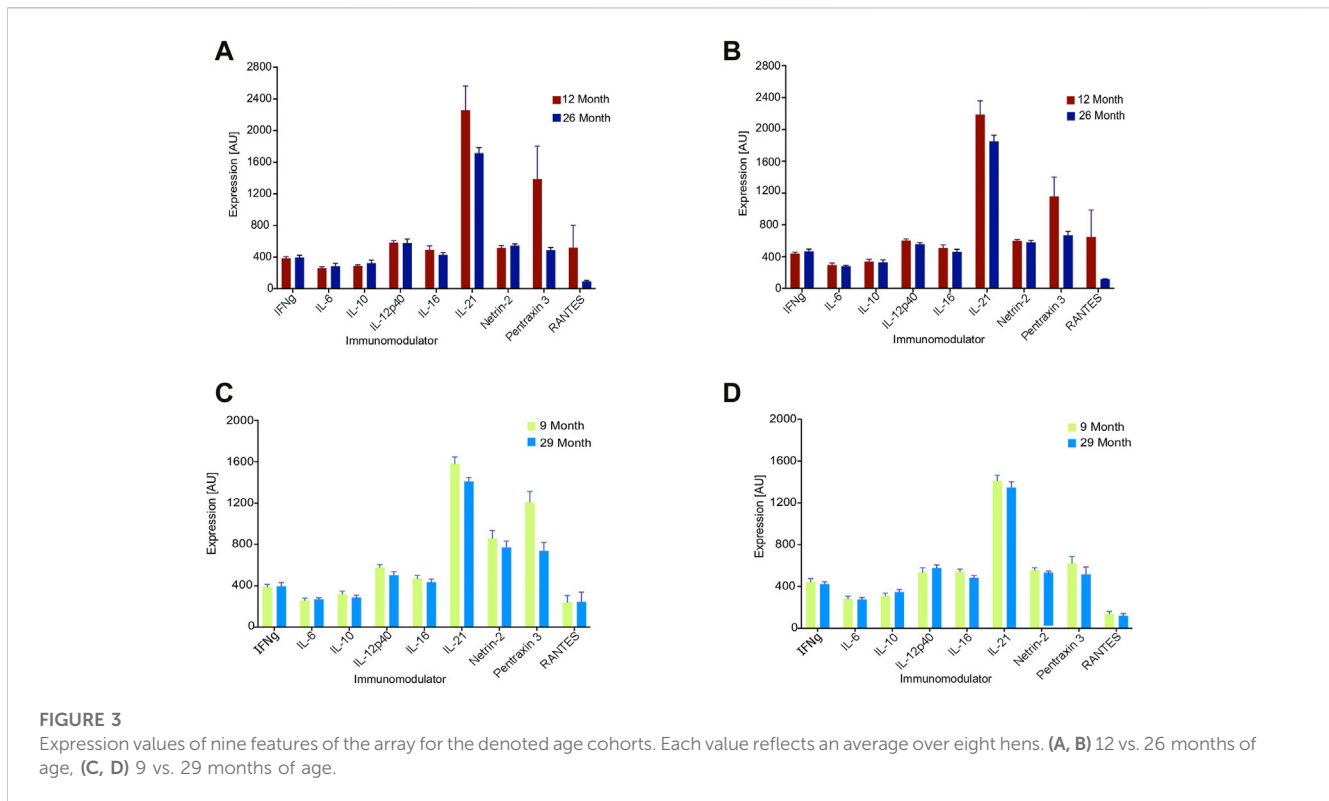 A
2800
2400
2000
1600
1200
800
400
0
Expression [AU]
12 Month
26 Month
IFNg
IL-6
IL-10
IL-12p40
IL-16
IL-21
Netrin-2
Pentraxin 3
RANTES
Immunomodulator
B
2800
2400
2000
1600
1200
800
400
0
Expression [AU]
12 Month
26 Month
IFNg
IL-6
IL-10
IL-12p40
IL-16
IL-21
Netrin-2
Pentraxin 3
RANTES
Immunomodulator
C
2000
1600
1200
800
400
0
Expression [AU]
9 Month
29 Month
IFNg
IL-6
IL-10
IL-12p40
IL-16
IL-21
Netrin-2
Pentraxin 3
RANTES
Immunomodulator
D
2000
1600
1200
800
400
0
Expression [AU]
9 Month
29 Month
IFNg
IL-6
IL-10
IL-12p40
IL-16
IL-21
Netrin-2
Pentraxin 3
RANTES
Immunomodulator
FIGURE 3
Expression values of nine features of the array for the denoted age cohorts. Each value reflects an average over eight hens. (A, B) 12 vs. 26 months of
age, (C, D) 9 vs. 29 months of age.